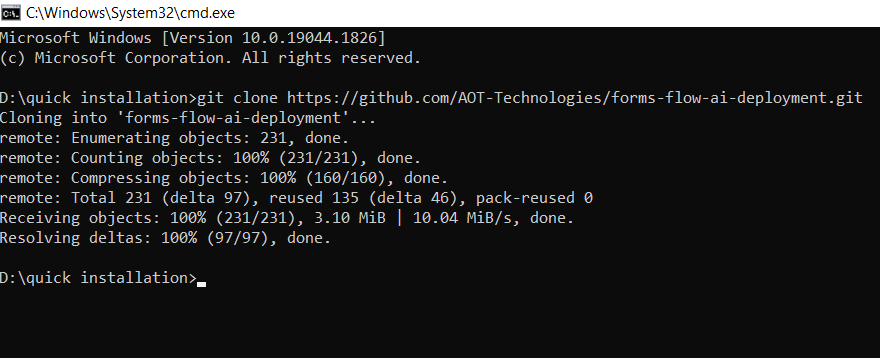 C:\Windows\System32\cmd.exe
Microsoft Windows [Version 10.0.19044.1826]
(c) Microsoft Corporation. All rights reserved.
D:\quick installation>git clone https://github.com/AOT-Technologies/forms-flow-ai-deployment.git
Cloning into 'forms-flow-ai-deployment'...
remote: Enumerating objects: 231, done.
remote: Counting objects: 100% (231/231), done.
remote: Compressing objects: 100% (160/160), done.
remote: Total 231 (delta 97), reused 135 (delta 46), pack-reused 0
Receiving objects: 100% (231/231), 3.10 MiB | 10.04 MiB/s, done.
Resolving deltas: 100% (97/97), done.
D:\quick installation>